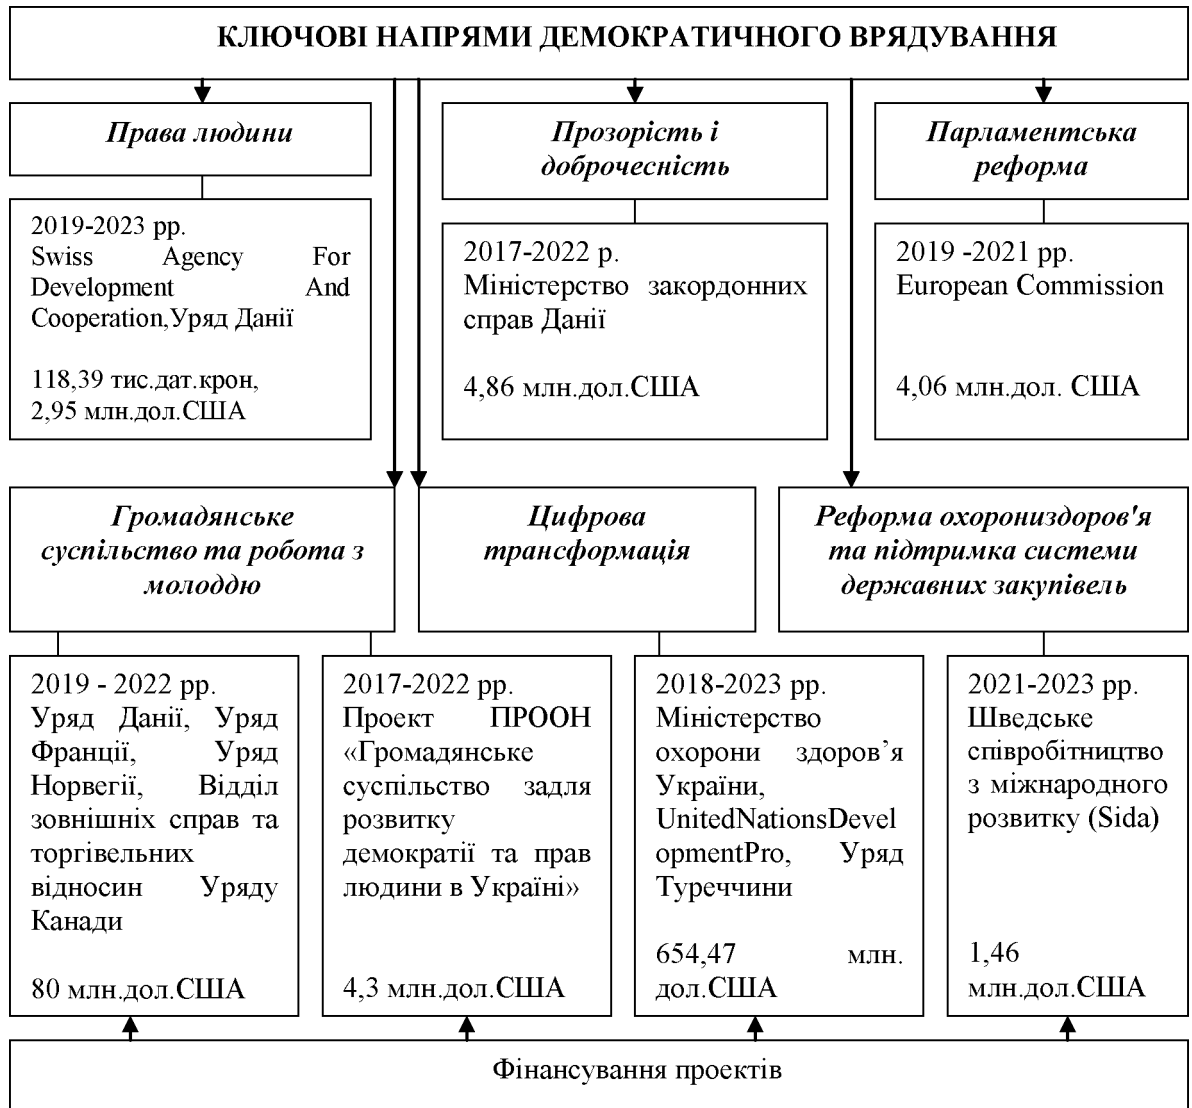 КЛЮЧОВІ НАПРЯМИ ДЕМОКРАТИЧНОГО ВРЯДУВАННЯ
Права людини
Прозорість і
доброчесність
Парламентська
реформа
2019-2023 рр.
Swiss Agency For
Development And
Cooperation,Уряд Данії
118,39 тис.дат.крон,
2,95 млн.дол.США
2017-2022 р.
Міністерство закордонних
справ Данії
4,86 млн.дол.США
2019 -2021 рр.
European Commission
4,06 млн.дол. США
Громадянське
суспільство та робота з
молоддю
Цифрова
трансформація
Реформа охорониздоров'я
та підтримка системи
державних закупівель
2019 - 2022 рр.
Уряд Данії, Уряд
Франції, Уряд
Норвегії, Відділ
зовнішніх справ та
торгівельних
відносин Уряду
Канади
80 млн.дол.США
2017-2022 рр.
Проект ПРООН
«Громадянське
суспільство задля
розвитку
демократії та прав
людини в Україні»
4,3 млн.дол.США
2018-2023 рр.
Міністерство
охорони здоров’я
України,
UnitedNationsDevel
opmentPro, Уряд
Туреччини
654,47 млн.
дол.США
2021-2023 рр.
Шведське
співробітництво
з міжнародного
розвитку (Sida)
1,46
млн.дол.США
Фінансування проектів